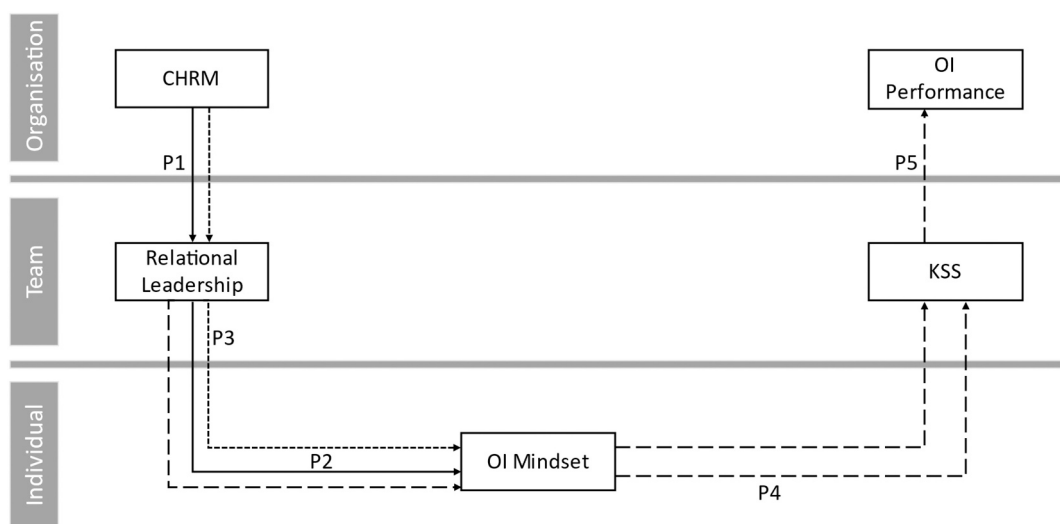 Organisation
CHRM
OI
Performance
P1
P5
Team
Relational
Leadership
KSS
P3
Individual
OI Mindset
P2
P4